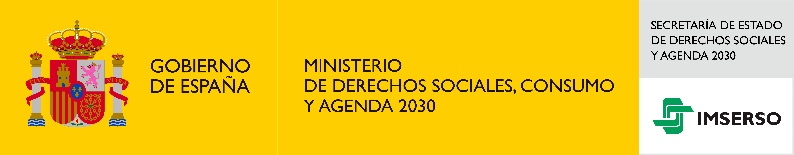 GOBIERNO
DE ESPAÑA
MINISTERIO
DE DERECHOS SOCIALES, CONSUMO
Y AGENDA 2030
SECRETARÍA DE ESTADO
DE DERECHOS SOCIALES
Y AGENDA 2030
IMSERSO